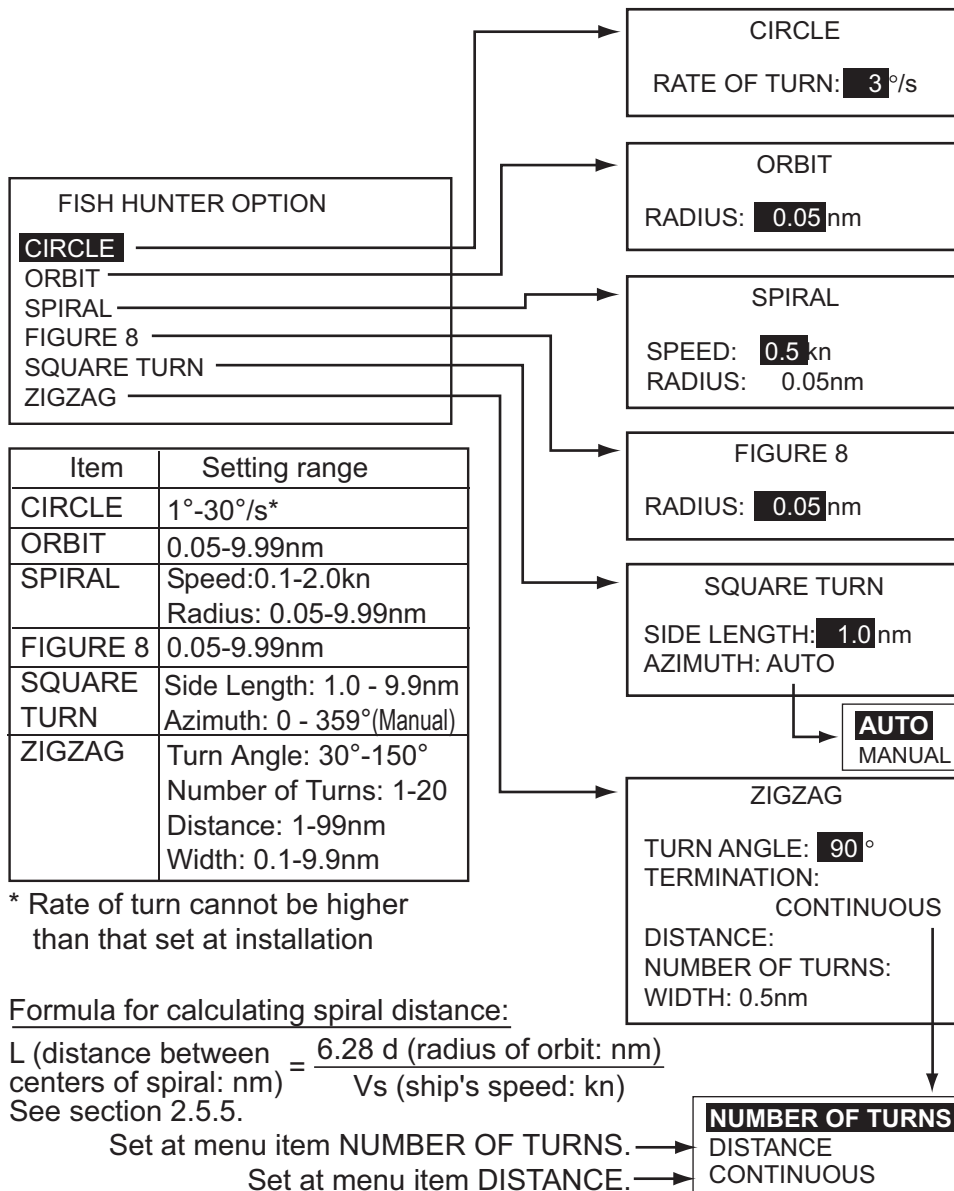 FISH HUNTER OPTION
CIRCLE
ORBIT
SPIRAL
FIGURE 8
SQUARE TURN
ZIGZAG
CIRCLE
RATE OF TURN: 3 °/s
ORBIT
RADIUS: 0.05 nm
SPIRAL
SPEED: 0.5 kn
RADIUS: 0.05nm
FIGURE 8
RADIUS: 0.05 nm
SQUARE TURN
SIDE LENGTH: 1.0 nm
AZIMUTH: AUTO
AUTO
MANUAL
ZIGZAG
TURN ANGLE: 90 °
TERMINATION:
CONTINUOUS
DISTANCE:
NUMBER OF TURNS:
WIDTH: 0.5nm
NUMBER OF TURNS
DISTANCE
CONTINUOUS
Item Setting range
CIRCLE 1°-30°/s*
ORBIT 0.05-9.99nm
SPIRAL Speed:0.1-2.0kn
Radius: 0.05-9.99nm
FIGURE 8 0.05-9.99nm
SQUARE Side Length: 1.0 - 9.9nm
TURN Azimuth: 0 - 359°(Manual)
ZIGZAG Turn Angle: 30°-150°
Number of Turns: 1-20
Distance: 1-99nm
Width: 0.1-9.9nm
* Rate of turn cannot be higher
than that set at installation
Formula for calculating spiral distance:
L (distance between
centers of spiral: nm) = 6.28 d (radius of orbit: nm)
Vs (ship's speed: kn)
See section 2.5.5.
Set at menu item NUMBER OF TURNS.
Set at menu item DISTANCE.